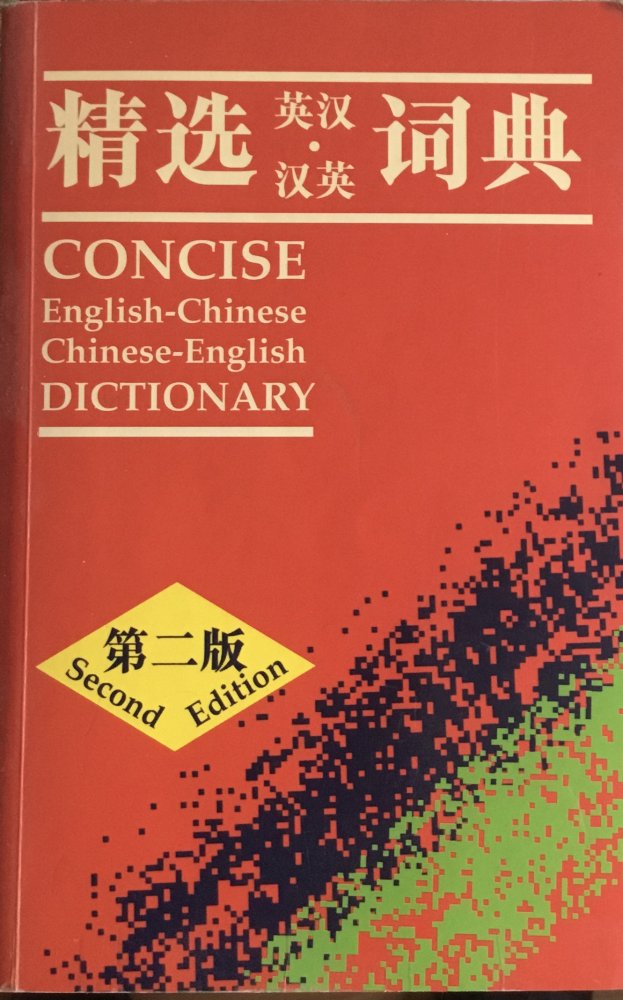 精选 英汉·汉英 词典
CONCISE
English-Chinese
Chinese-English
DICTIONARY
第二版
Second Edition